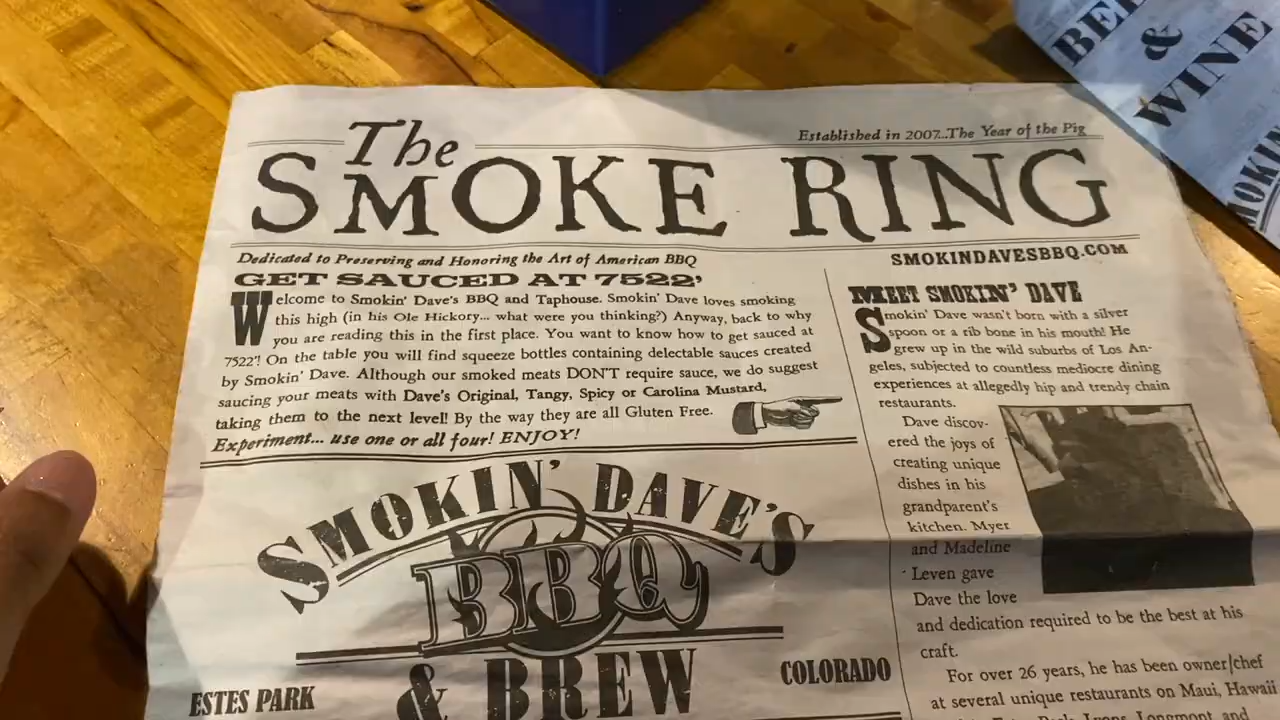 BEE
&
WINE
The
Established in 2007...The Year of the Pig
SMOKE RING
Dedicated to Preserving and Honoring the Art of American BBQ
SMOKINDAVESBBQ.COM
GET SAUCED AT 7522'
Welcome to Smokin' Dave's BBQ and Taphouse. Smokin' Dave loves smoking
this high (in his Ole Hickory... what were you thinking?) Anyway, back to why
you are reading this in the first place. You want to know how to get sauced at
7522'! On the table you will find squeeze bottles containing delectable sauces created
by Smokin' Dave. Although our smoked meats DON'T require sauce, we do suggest
saucing your meats with Dave's Original, Tangy, Spicy or Carolina Mustard,
taking them to the next level! By the way they are all Gluten Free.
Experiment... use one or all four! ENJOY!
SMOKIN' DAVE'S
BBQ
& BREW
ESTES PARK
COLORADO
MEET SMOKIN' DAVE
Smokin' Dave wasn't born with a silver
spoon or a rib bone in his mouth! He
grew up in the wild suburbs of Los An-
geles, subjected to countless mediocre dining
experiences at allegedly hip and trendy chain
restaurants.
Dave discov-
ered the joys of
creating unique
dishes in his
grandparent's
kitchen. Myer
and Madeline
Leven gave
Dave the love
and dedication required to be the best at his
craft.
For over 26 years, he has been owner/chef
at several unique restaurants on Maui, Hawaii
Park, Lyons, Longmont, and